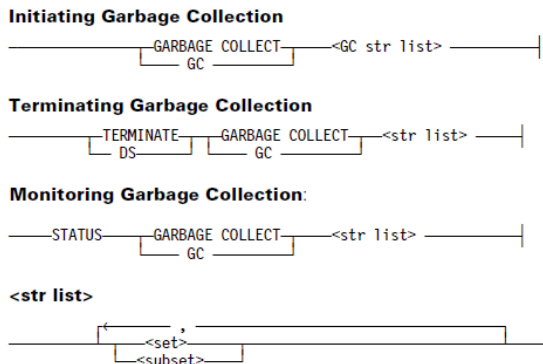 Initiating Garbage Collection
GARBAGE COLLECT <GC str list>
GC
Terminating Garbage Collection
TERMINATE GARBAGE COLLECT <str list>
DS GC
Monitoring Garbage Collection:
STATUS GARBAGE COLLECT <str list>
GC
<str list>
,
<set>
<subset>